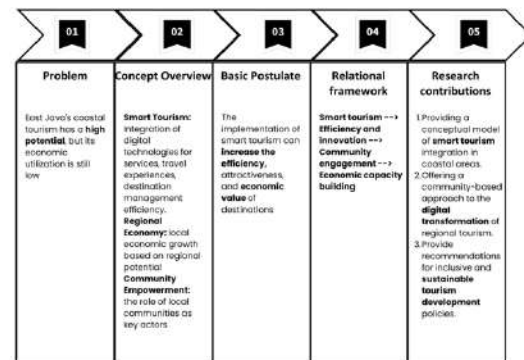 01
02
03
04
05
Problem
East Java's coastal
tourism has a high
potential, but its
economic
utilization is still
low
Concept Overview
Smart Tourism:
Integration of
digital
technologies for
services, travel
experiences,
destination
management
efficiency.
Regional
Economy: local
economic growth
based on regional
potential
Community
Empowerment:
the role of local
communities as
key actors
Basic Postulate
The
implementation of
smart tourism can
increase the
efficiency,
attractiveness,
and economic
value of
destinations
Relational
framework
Smart tourism -->
Efficiency and
innovation -->
Community
engagement -->
Economic capacity
building
Research
contributions
1.Providing a
conceptual model
of smart tourism
integration in
coastal areas.
2.Offering a
community-based
approach to the
digital
transformation of
regional tourism.
3.Provide
recommendations
for inclusive and
sustainable
tourism
development
policies.